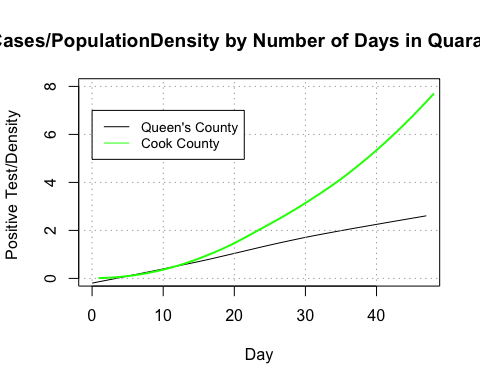 Cases/PopulationDensity by Number of Days in Quara
Positive Test/Density
8
6
4
2
0
Queen's County
Cook County
0 10 20 30 40
Day